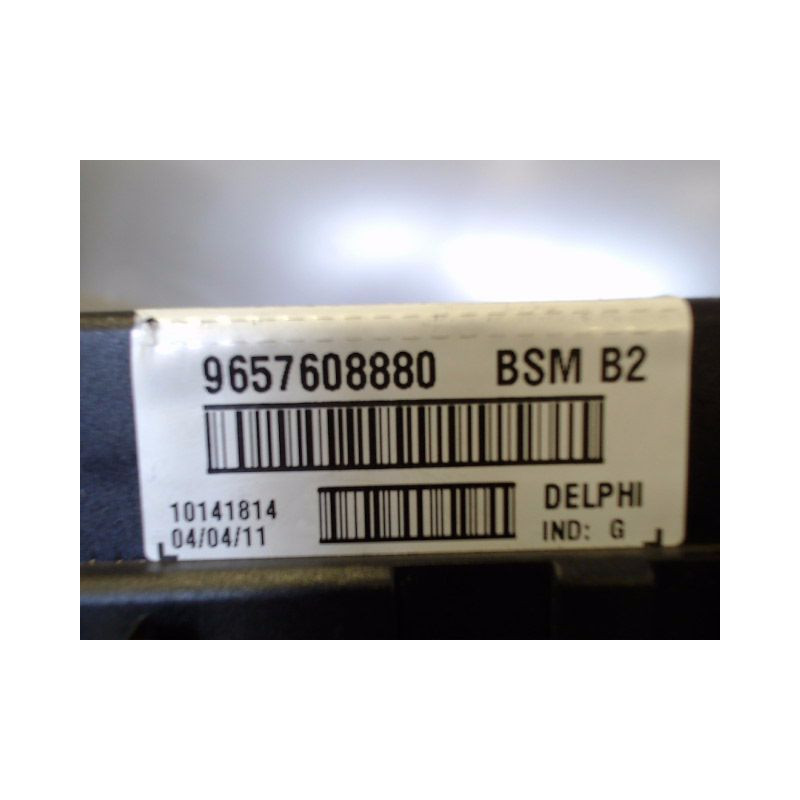 9657608880 BSM B2
10141814 DELPHI
04/04/11 IND: G